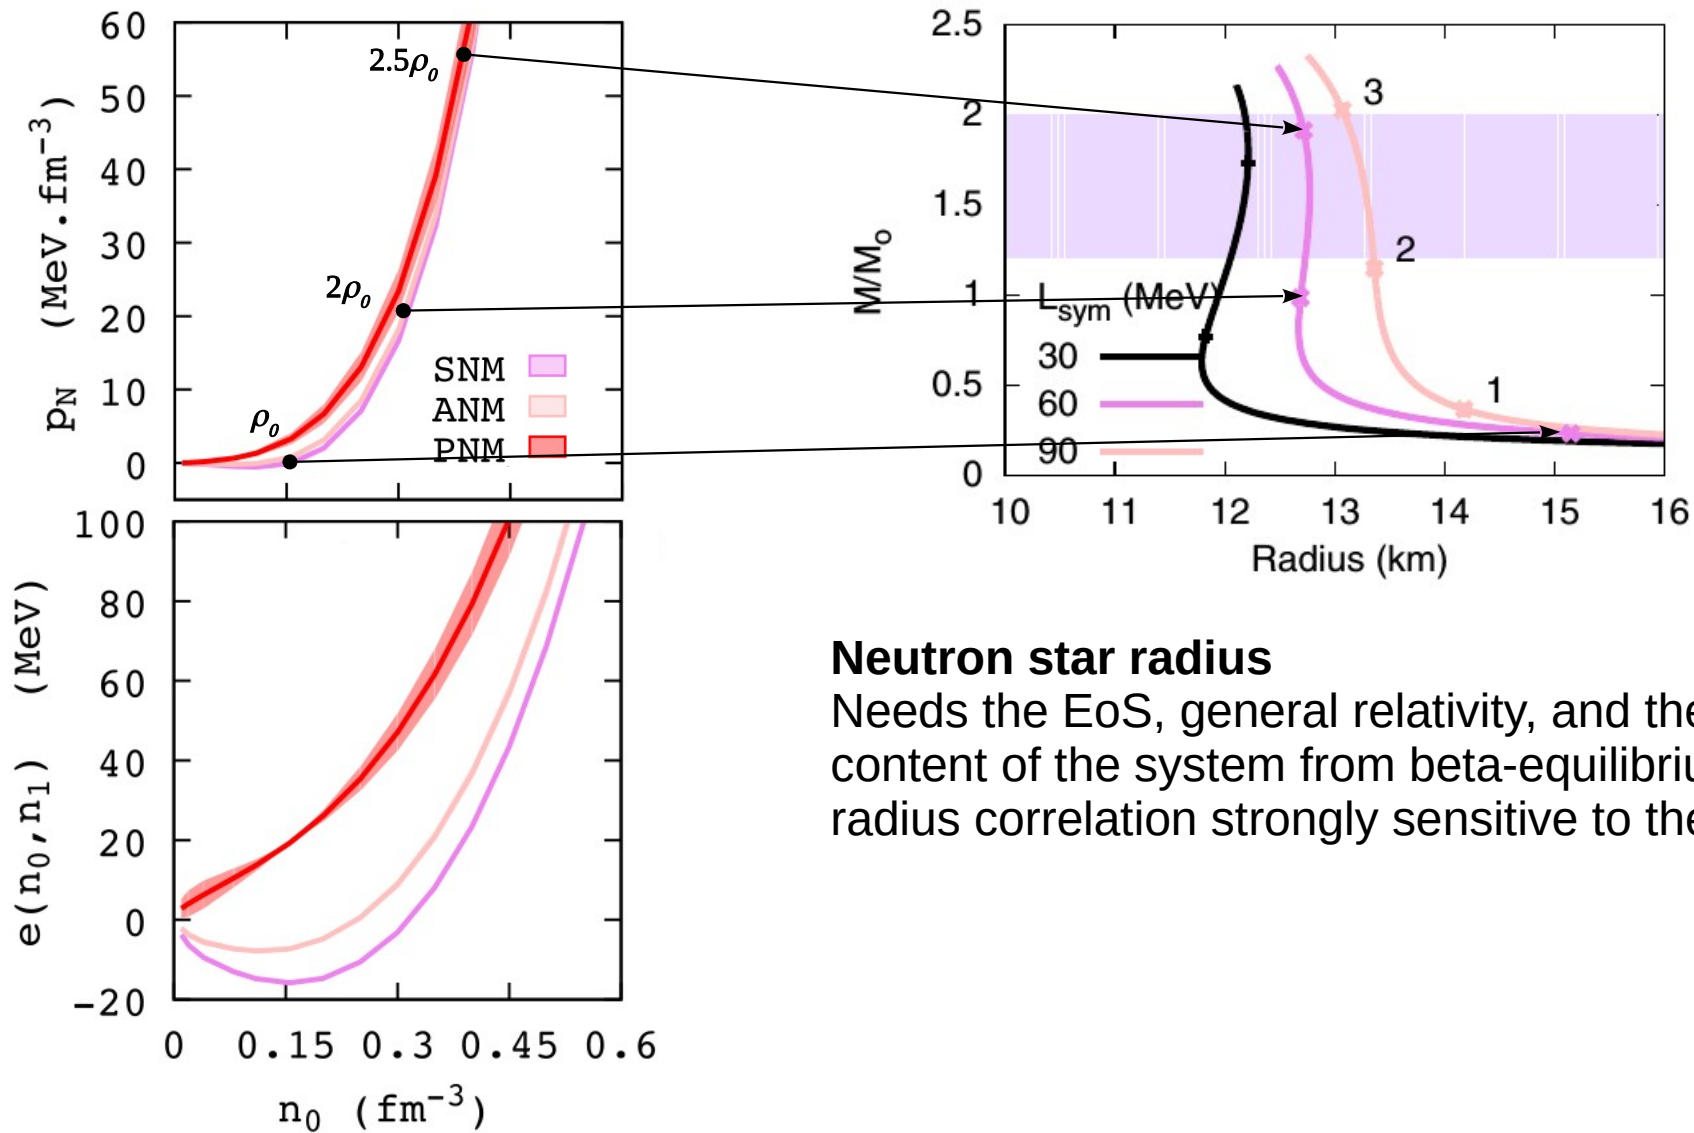 60
50
40
30
20
10
0
p_N (MeV.fm⁻³)
2.5ρ₀
2ρ₀
ρ₀
SNM
ANM
PNM
100
80
60
40
20
0
−20
e(n₀,n₁) (MeV)
0 0.15 0.3 0.45 0.6
n₀ (fm⁻³)
2.5
2
1.5
1
0.5
0
M/M_o
3
2
1
L_sym (MeV)
30
60
90
10 11 12 13 14 15 16
Radius (km)
Neutron star radius
Needs the EoS, general relativity, and the
content of the system from beta-equilibriu
radius correlation strongly sensitive to the